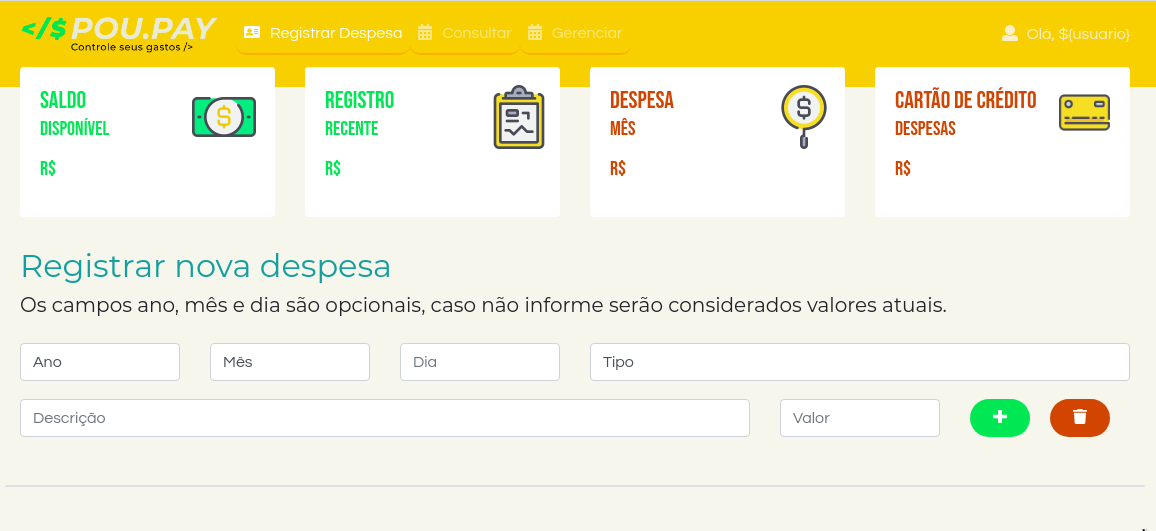 </$ POU.PAY
Controle seus gastos />
Registrar Despesa
Consultar
Gerenciar
Olá, ${usuario}
SALDO
DISPONÍVEL
R$
REGISTRO
RECENTE
R$
DESPESA
MÊS
R$
CARTÃO DE CRÉDITO
DESPESAS
R$
Registrar nova despesa
Os campos ano, mês e dia são opcionais, caso não informe serão considerados valores atuais.
Ano
Mês
Dia
Tipo
Descrição
Valor